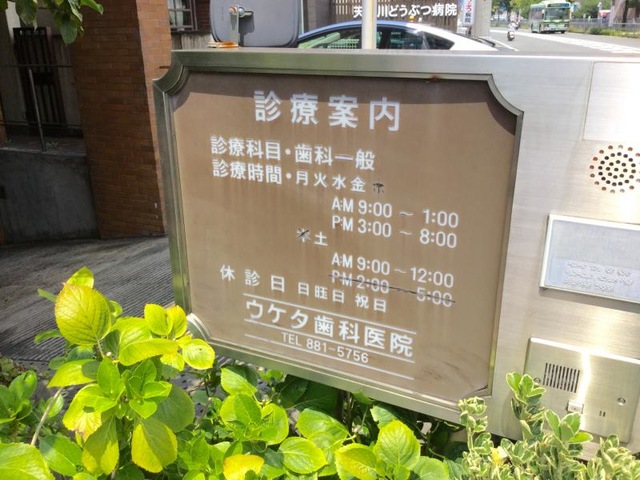 天 川どうぶつ病院
診療案内
診療科目・歯科一般
診療時間・月火水金木
AM 9:00 ～ 1:00
PM 3:00 ～ 8:00
木土
AM 9:00～12:00
PM 2:00 ～ 5:00
休診日 日旺日 祝日
ウケタ歯科医院
TEL 881-5756